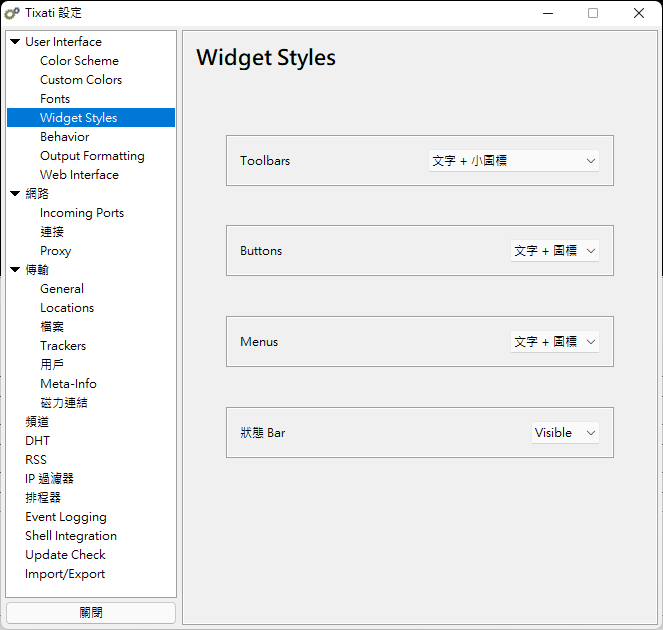 Tixati 設定
User Interface
Color Scheme
Custom Colors
Fonts
Widget Styles
Behavior
Output Formatting
Web Interface
網路
Incoming Ports
連接
Proxy
傳輸
General
Locations
檔案
Trackers
用戶
Meta-Info
磁力連結
頻道
DHT
RSS
IP 過濾器
排程器
Event Logging
Shell Integration
Update Check
Import/Export
關閉
Widget Styles
Toolbars 文字 + 小圖標
Buttons 文字 + 圖標
Menus 文字 + 圖標
狀態 Bar Visible